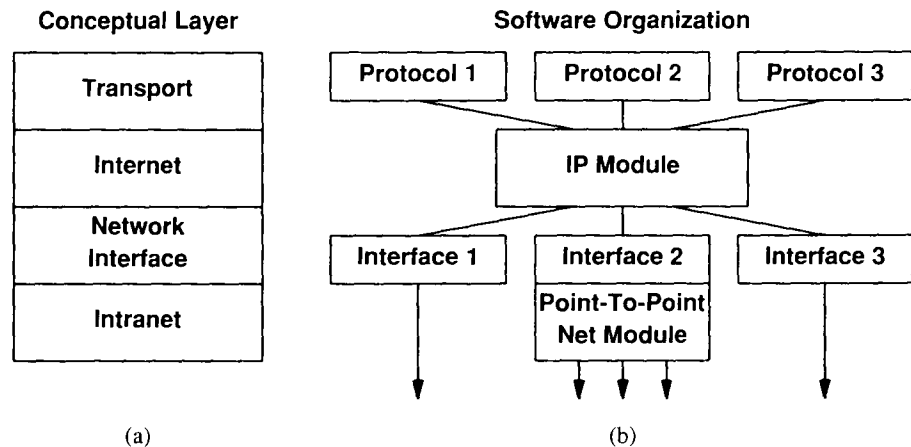 Conceptual Layer
Transport
Internet
Network
Interface
Intranet
(a)
Software Organization
Protocol 1
Protocol 2
Protocol 3
IP Module
Interface 1
Interface 2
Interface 3
Point-To-Point
Net Module
(b)